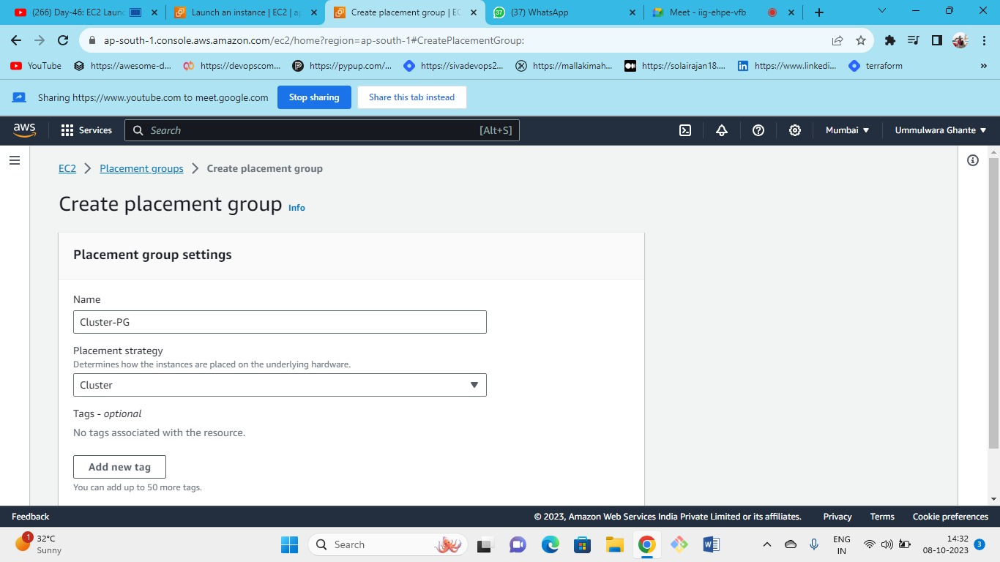 (266) Day-46: EC2 Launc
Launch an instance | EC2 | a
Create placement group | EC
37 (37) WhatsApp
Meet - iig-ehpe-vfb
ap-south-1.console.aws.amazon.com/ec2/home?region=ap-south-1#CreatePlacementGroup:
YouTube https://awesome-d... https://devopscom... https://pypup.com/... https://sivadevops2... https://mallakimah... https://solairajan18.... https://www.linkedi... terraform »
Sharing https://www.youtube.com to meet.google.com Stop sharing Share this tab instead
aws Services Search [Alt+S] Mumbai Ummulwara Ghante
EC2 > Placement groups > Create placement group
Create placement group Info
Placement group settings
Name
Cluster-PG
Placement strategy
Determines how the instances are placed on the underlying hardware.
Cluster
Tags - optional
No tags associated with the resource.
Add new tag
You can add up to 50 more tags.
Feedback © 2023, Amazon Web Services India Private Limited or its affiliates. Privacy Terms Cookie preferences
1 32°C
Sunny
Search
ENG
IN
14:32
08-10-2023
3